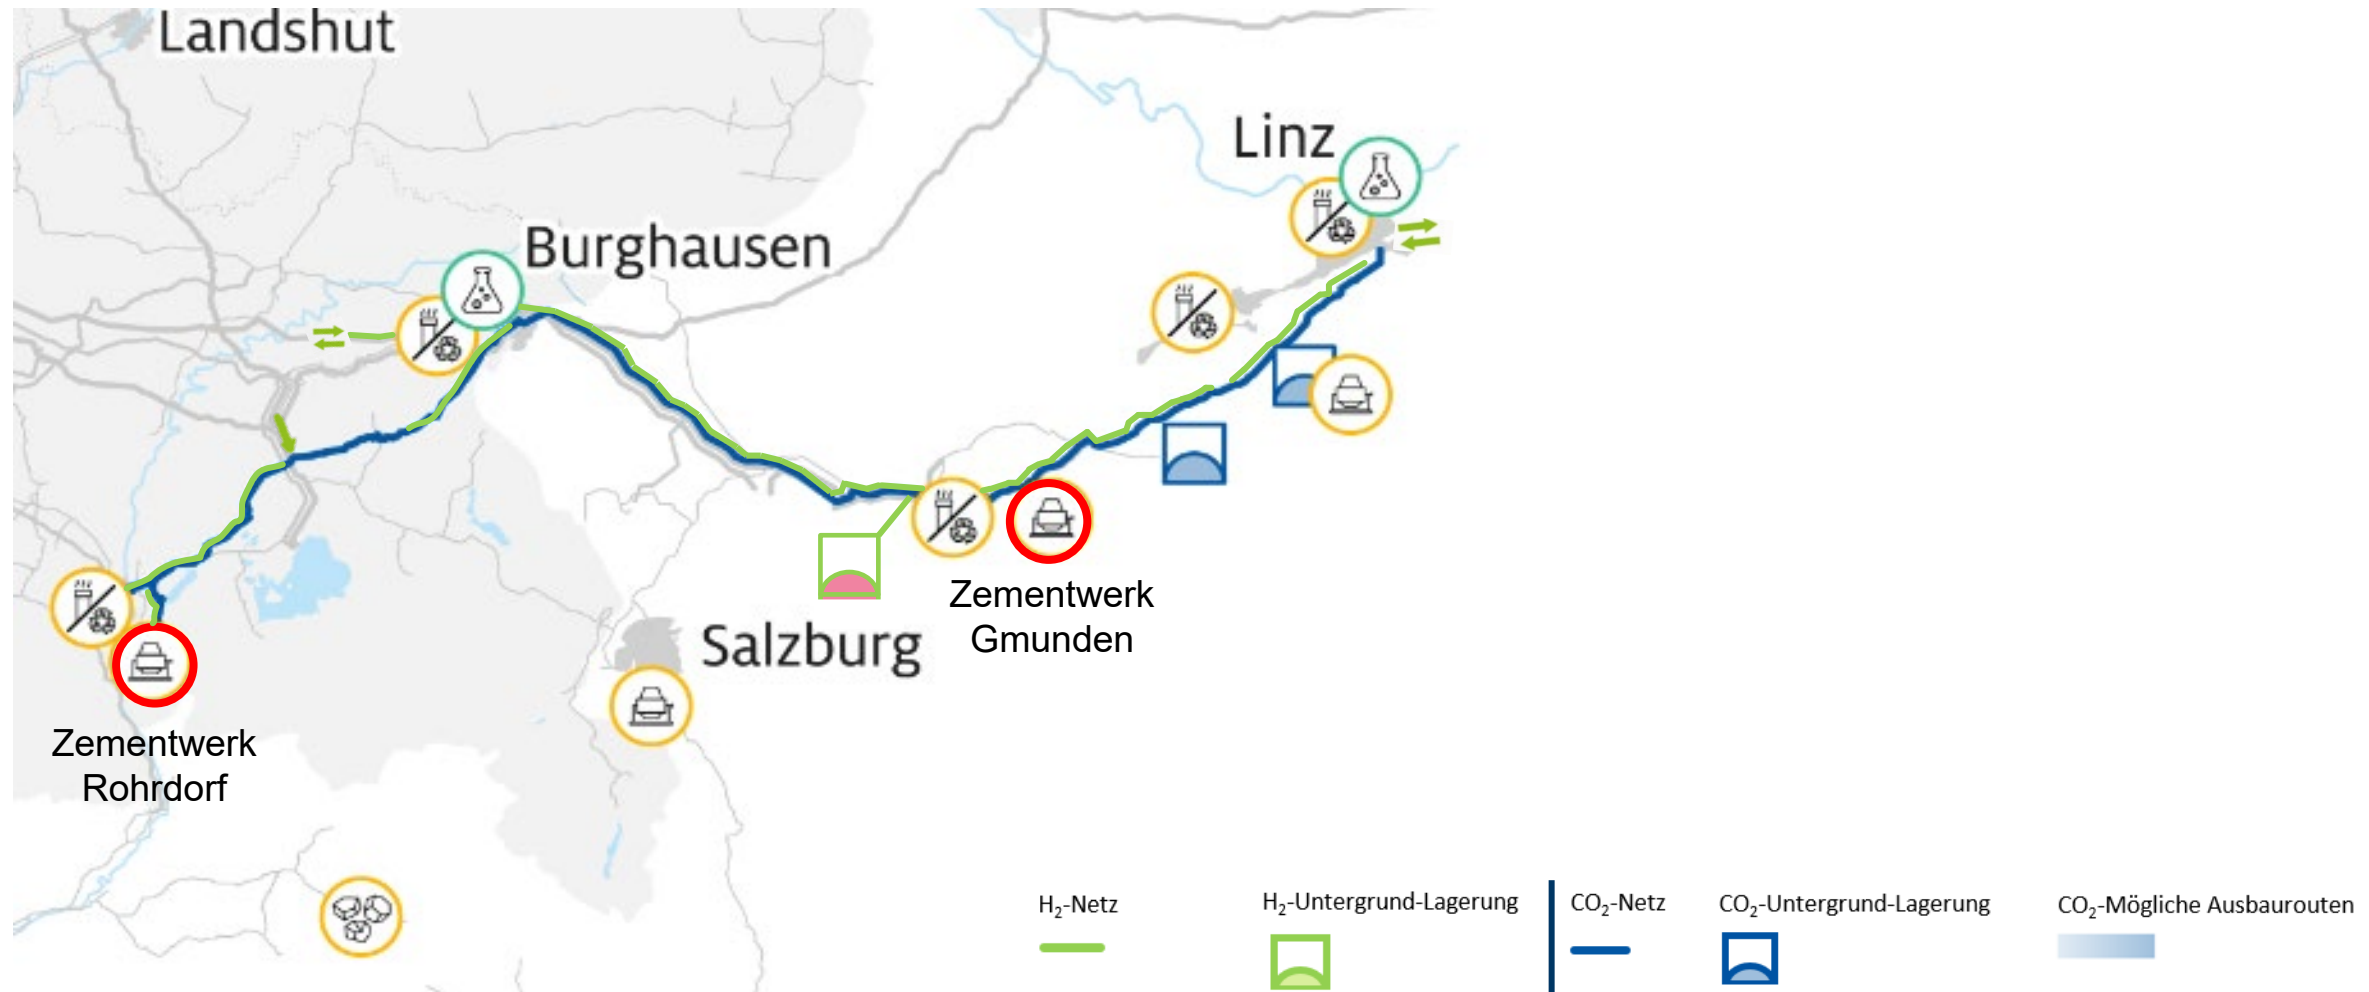 Landshut
Linz
Burghausen
Salzburg
Zementwerk
Gmunden
Zementwerk
Rohrdorf
H₂-Netz
H₂-Untergrund-Lagerung
CO₂-Netz
CO₂-Untergrund-Lagerung
CO₂-Mögliche Ausbaurouten